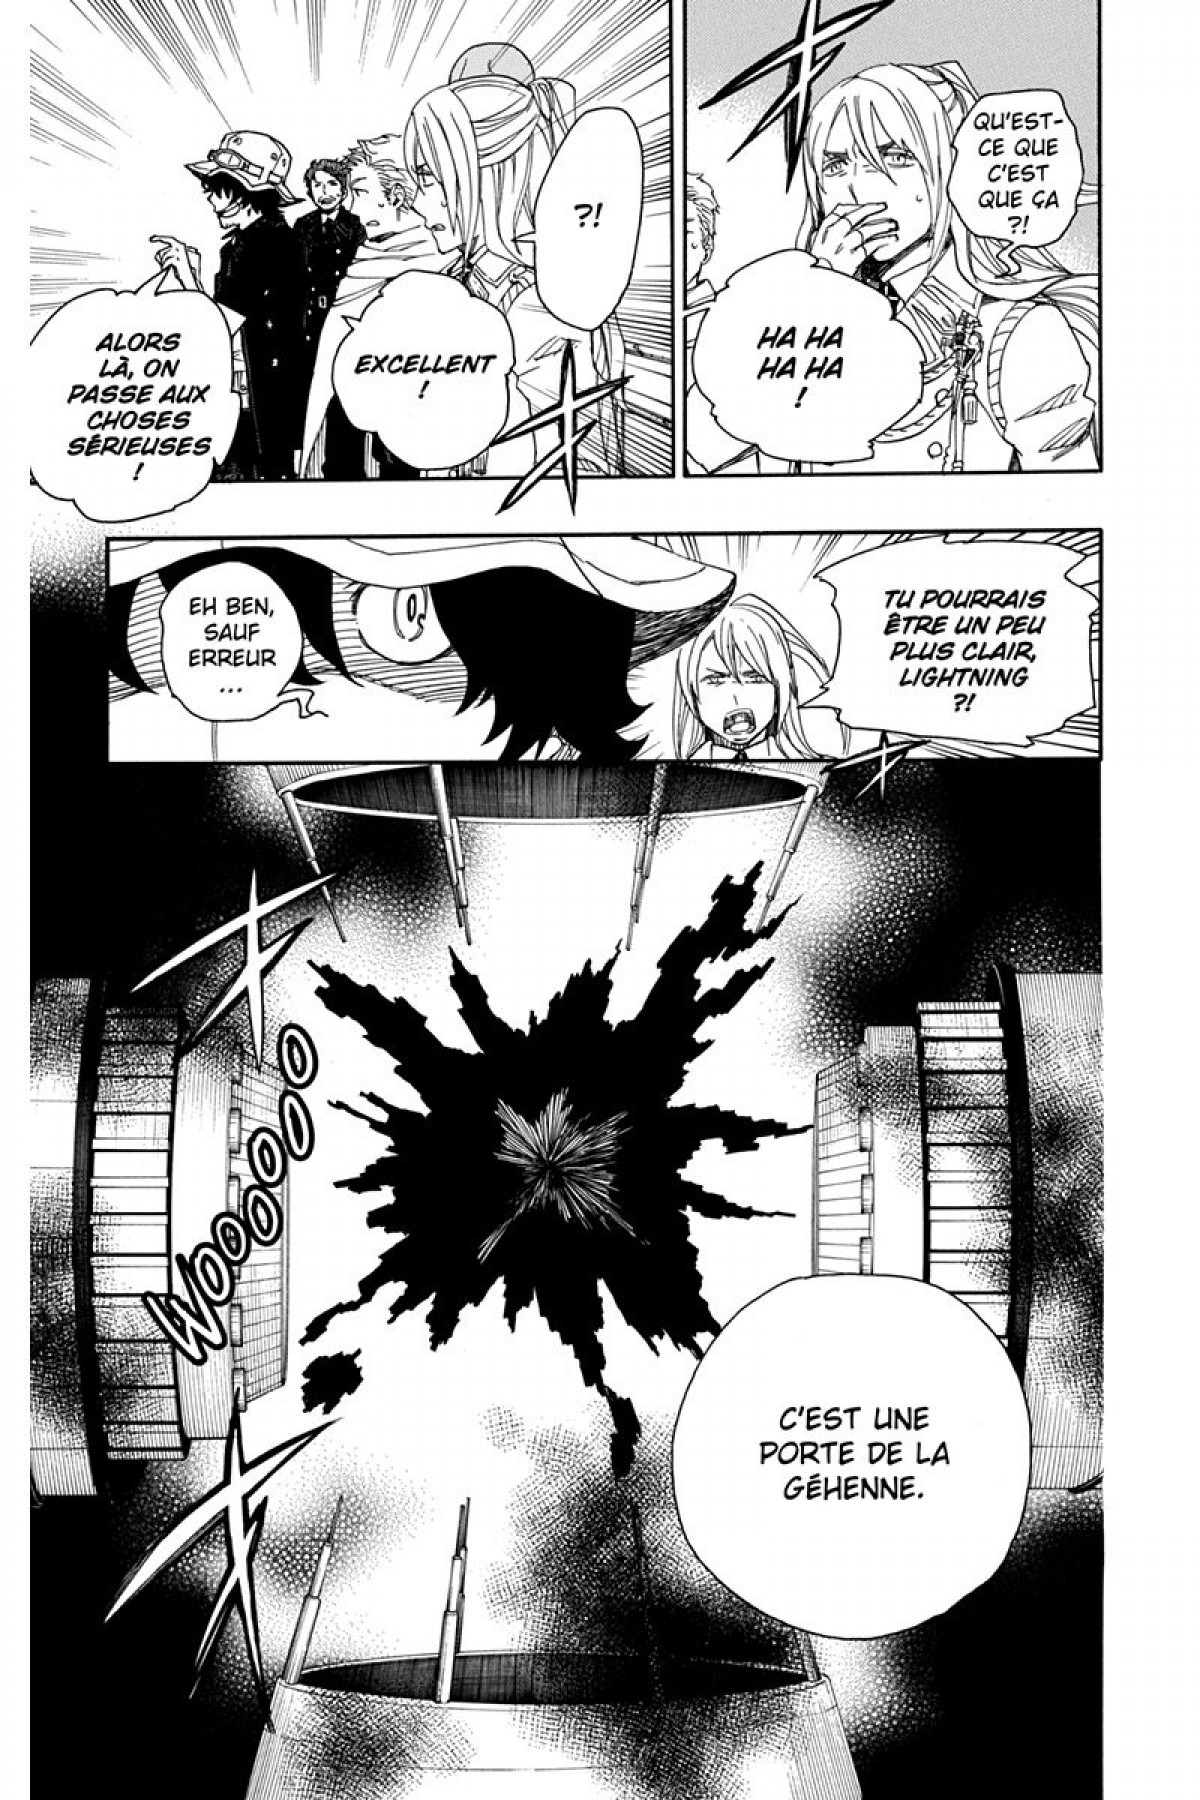 QU'EST-
CE QUE
C'EST
QUE ÇA
?!
HA HA
HA HA
!
?!
EXCELLENT
!
ALORS
LÀ, ON
PASSE AUX
CHOSES
SÉRIEUSES
!
TU POURRAIS
ÊTRE UN PEU
PLUS CLAIR,
LIGHTNING
?!
EH BEN,
SAUF
ERREUR
...
WOOOOOO
C'EST UNE
PORTE DE LA
GÉHENNE.